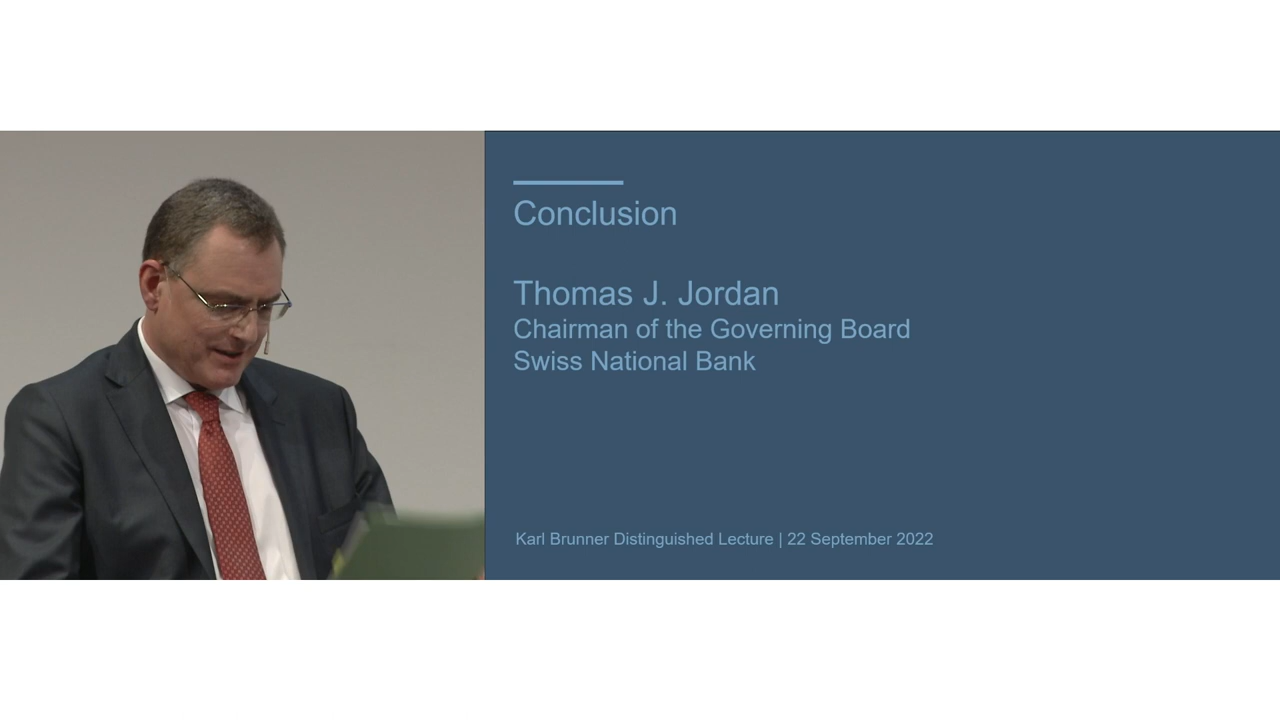 Conclusion
Thomas J. Jordan
Chairman of the Governing Board
Swiss National Bank
Karl Brunner Distinguished Lecture | 22 September 2022